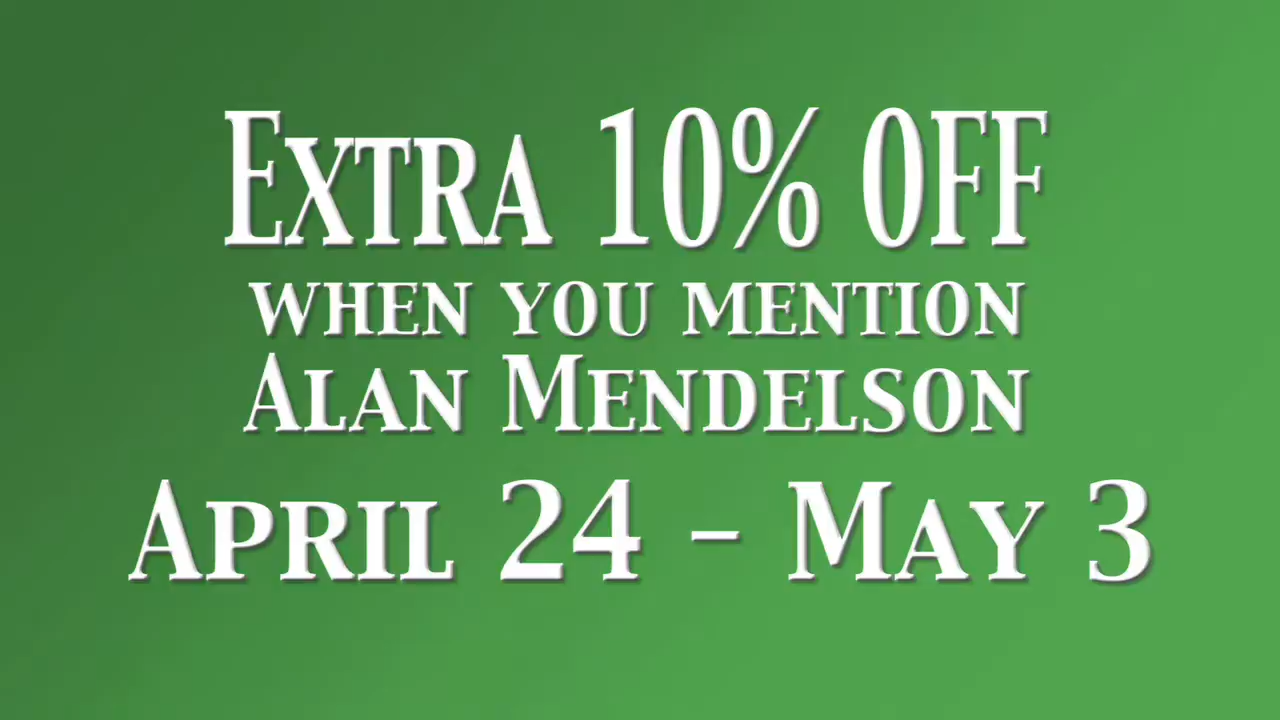 Extra 10% off
when you mention
Alan Mendelson
April 24 - May 3